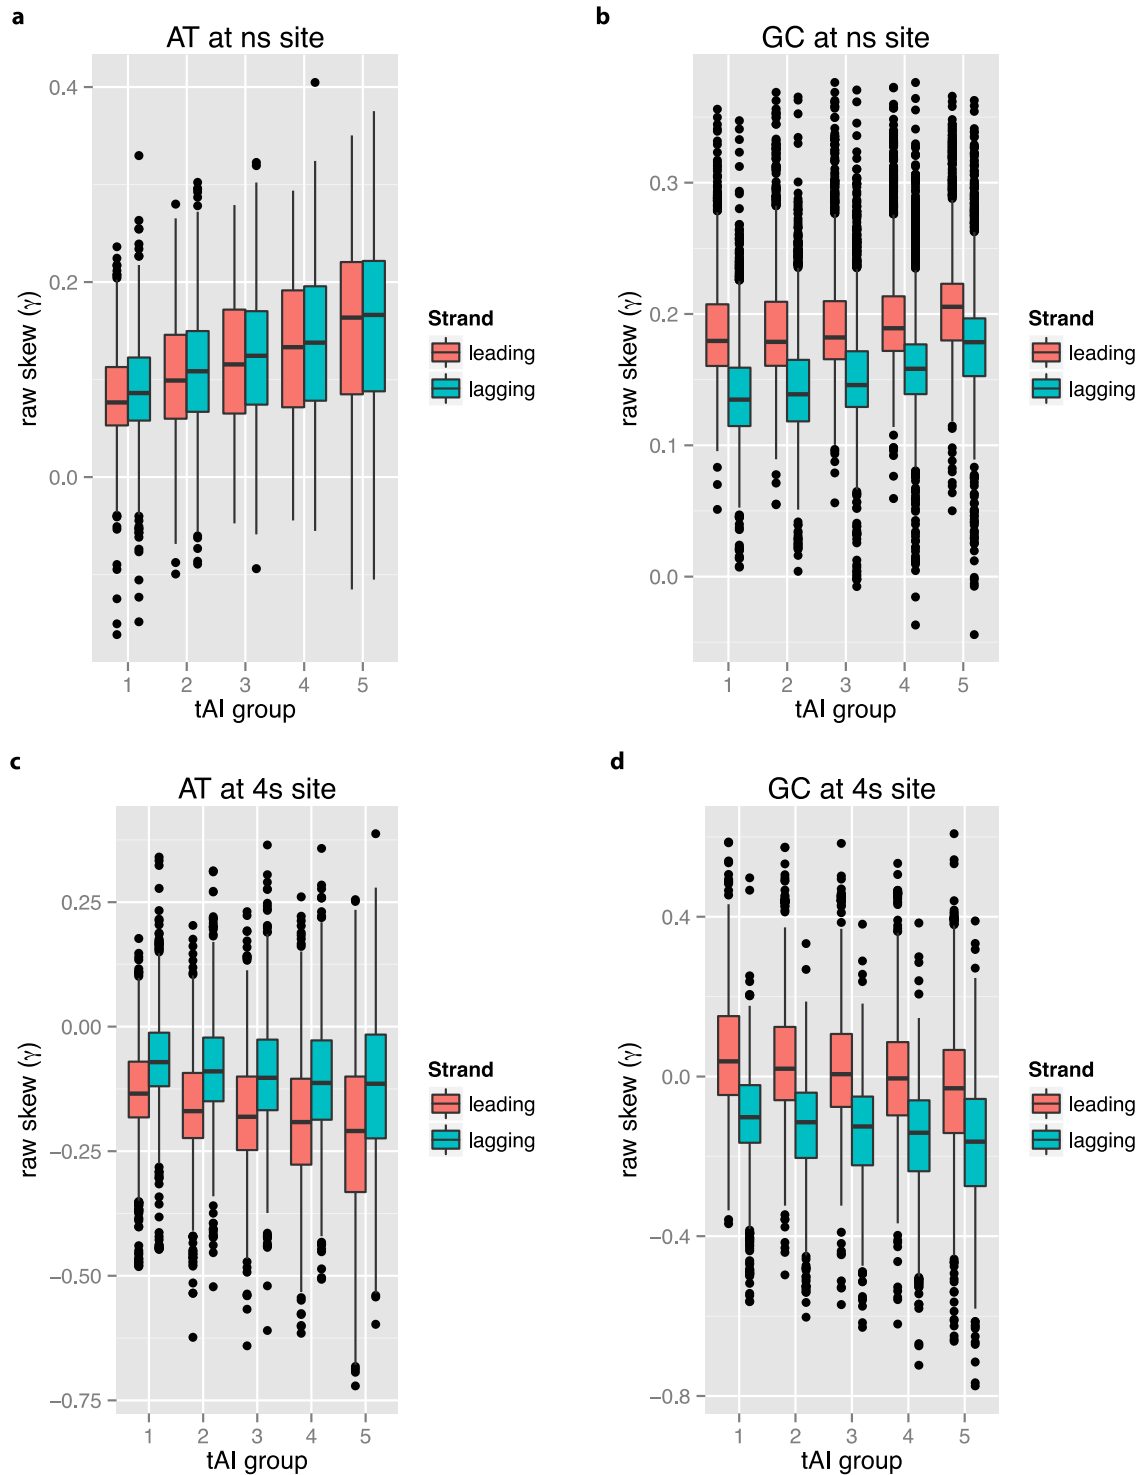 a
AT at ns site
0.4
0.2
0.0
raw skew (γ)
1 2 3 4 5
tAI group
Strand
leading
lagging
b
GC at ns site
0.3
0.2
0.1
0.0
raw skew (γ)
1 2 3 4 5
tAI group
Strand
leading
lagging
c
AT at 4s site
0.25
0.00
−0.25
−0.50
−0.75
raw skew (γ)
1 2 3 4 5
tAI group
Strand
leading
lagging
d
GC at 4s site
0.4
0.0
−0.4
−0.8
raw skew (γ)
1 2 3 4 5
tAI group
Strand
leading
lagging